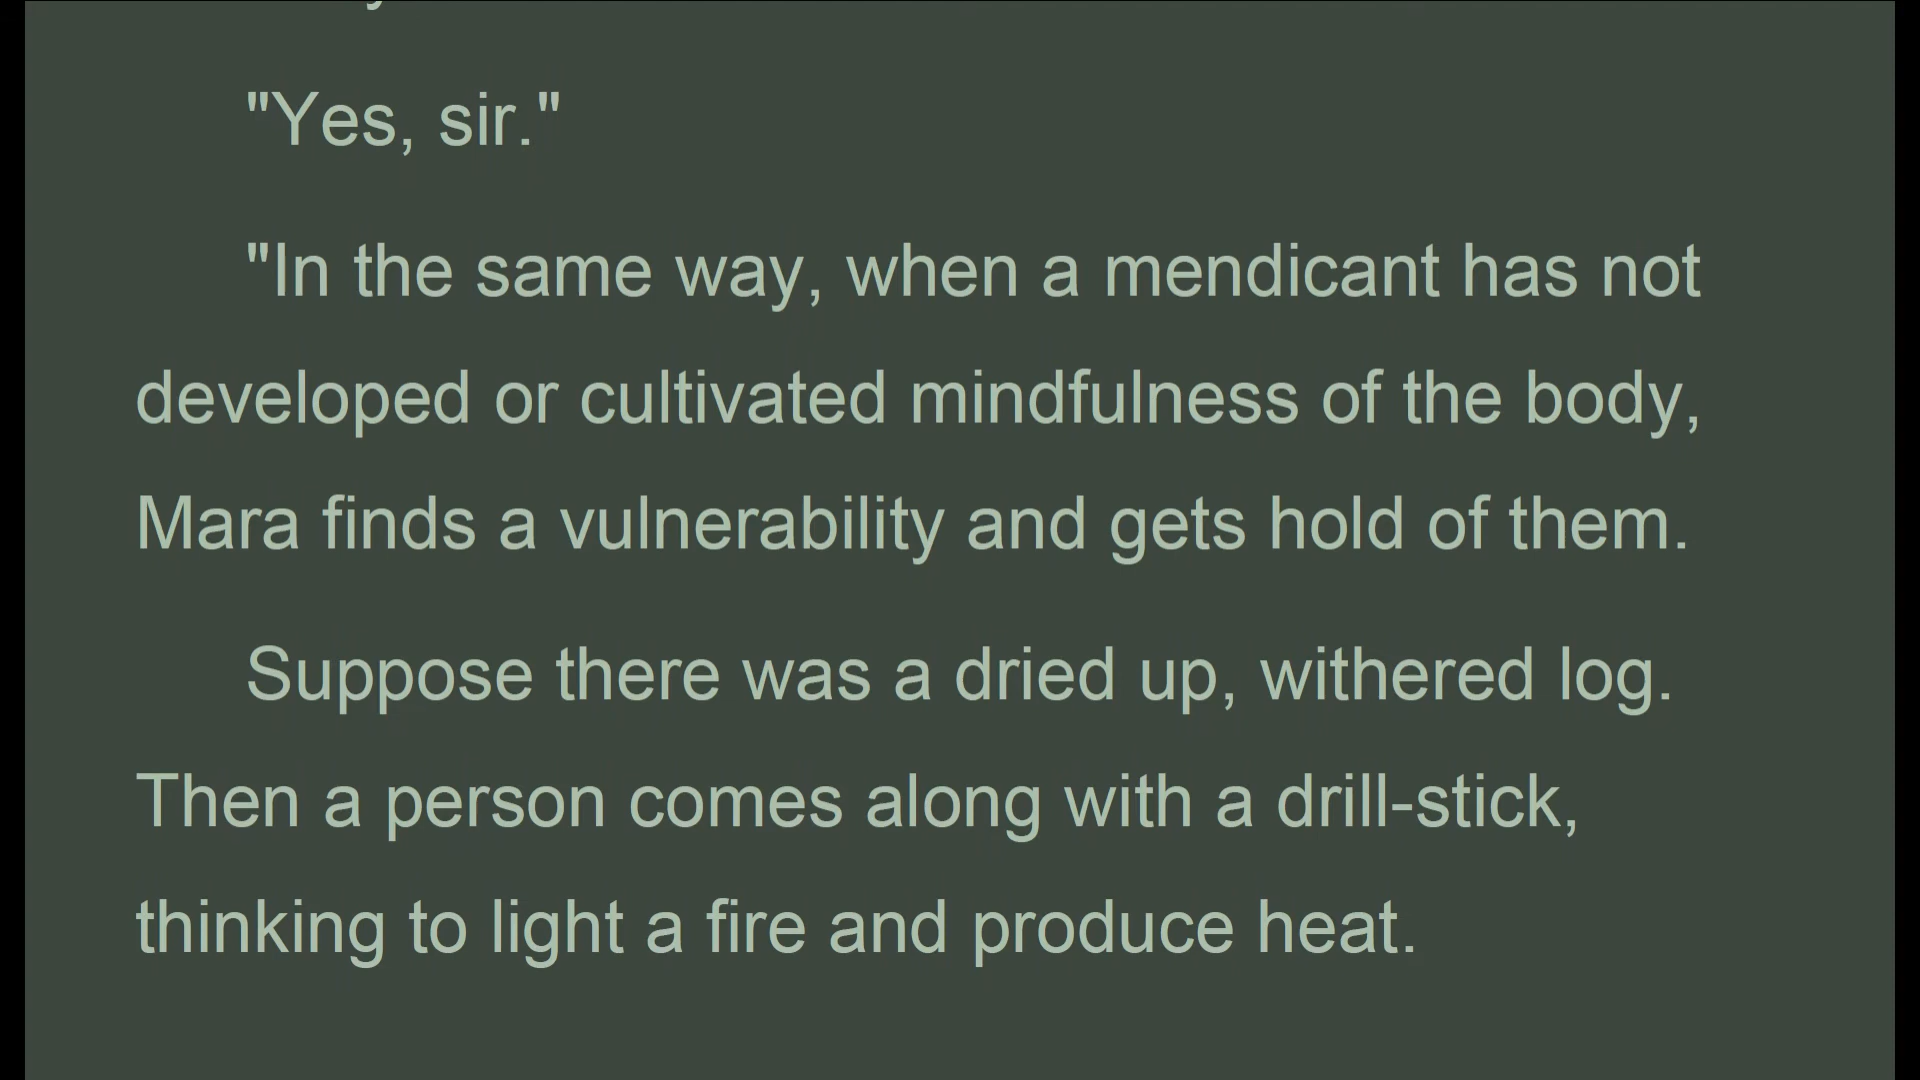 "Yes, sir."
"In the same way, when a mendicant has not
developed or cultivated mindfulness of the body,
Mara finds a vulnerability and gets hold of them.
Suppose there was a dried up, withered log.
Then a person comes along with a drill-stick,
thinking to light a fire and produce heat.